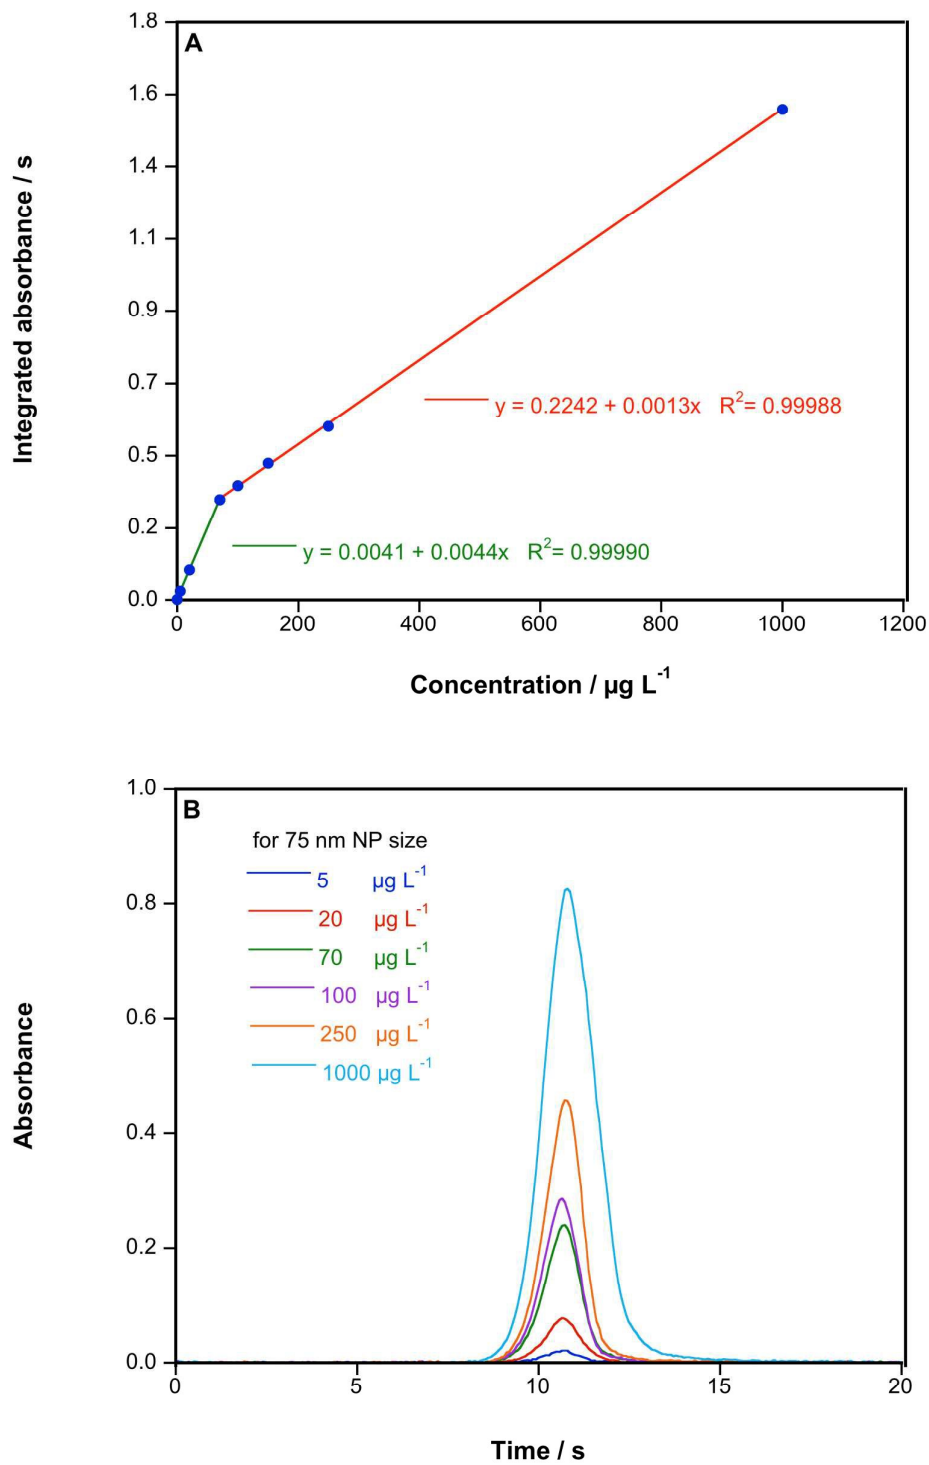 A
1.8
1.6
1.4
1.1
0.9
0.7
0.5
0.2
0.0
Integrated absorbance / s
y = 0.2242 + 0.0013x R²= 0.99988
y = 0.0041 + 0.0044x R²= 0.99990
0 200 400 600 800 1000 1200
Concentration / µg L⁻¹
B
1.0
0.8
0.6
0.4
0.2
0.0
Absorbance
for 75 nm NP size
5 µg L⁻¹
20 µg L⁻¹
70 µg L⁻¹
100 µg L⁻¹
250 µg L⁻¹
1000 µg L⁻¹
0 5 10 15 20
Time / s